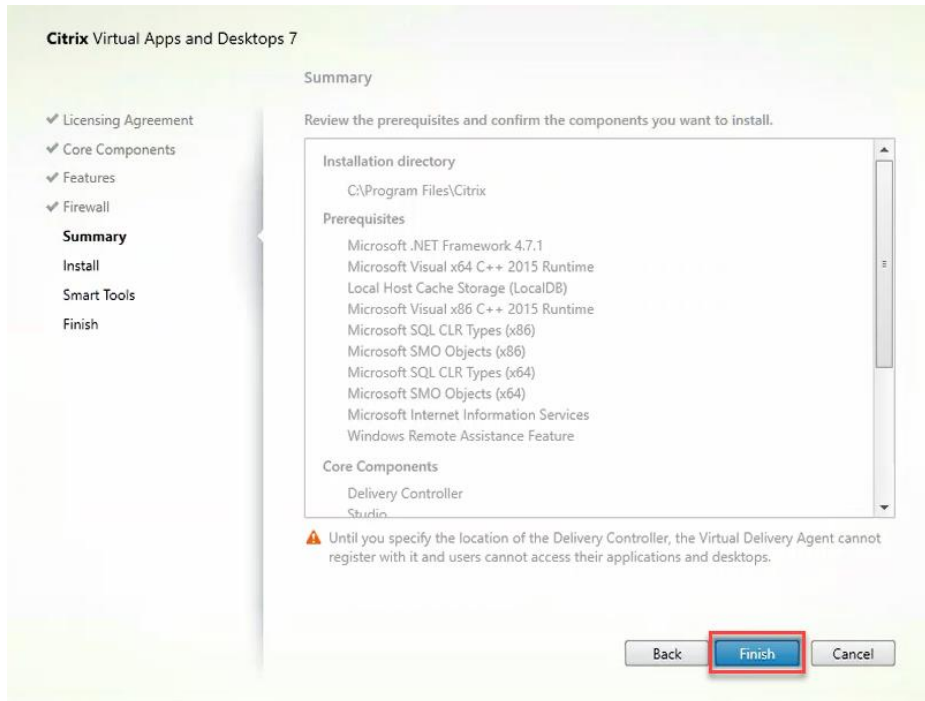 Citrix Virtual Apps and Desktops 7
Summary
Licensing Agreement
Core Components
Features
Firewall
Summary
Install
Smart Tools
Finish
Review the prerequisites and confirm the components you want to install.
Installation directory
C:\Program Files\Citrix
Prerequisites
Microsoft .NET Framework 4.7.1
Microsoft Visual x64 C++ 2015 Runtime
Local Host Cache Storage (LocalDB)
Microsoft Visual x86 C++ 2015 Runtime
Microsoft SQL CLR Types (x86)
Microsoft SMO Objects (x86)
Microsoft SQL CLR Types (x64)
Microsoft SMO Objects (x64)
Microsoft Internet Information Services
Windows Remote Assistance Feature
Core Components
Delivery Controller
Studio
Until you specify the location of the Delivery Controller, the Virtual Delivery Agent cannot
register with it and users cannot access their applications and desktops.
Back
Finish
Cancel